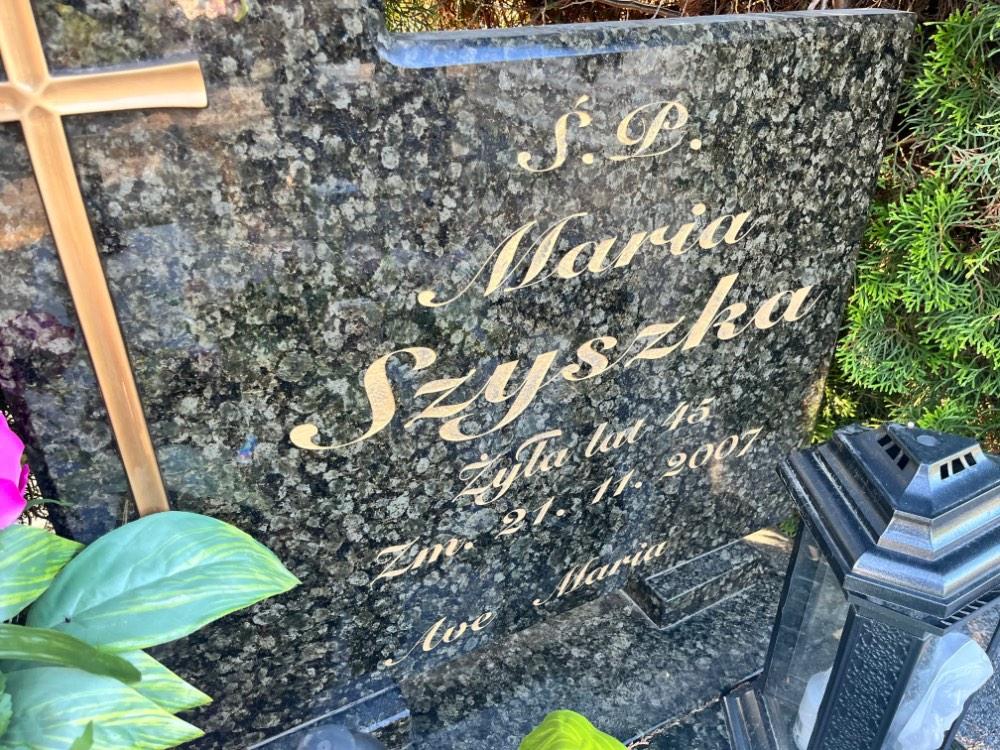 Ś. P.
Maria
Szyszka
Żyła lat 45
Zm. 21. 11. 2007
Ave Maria